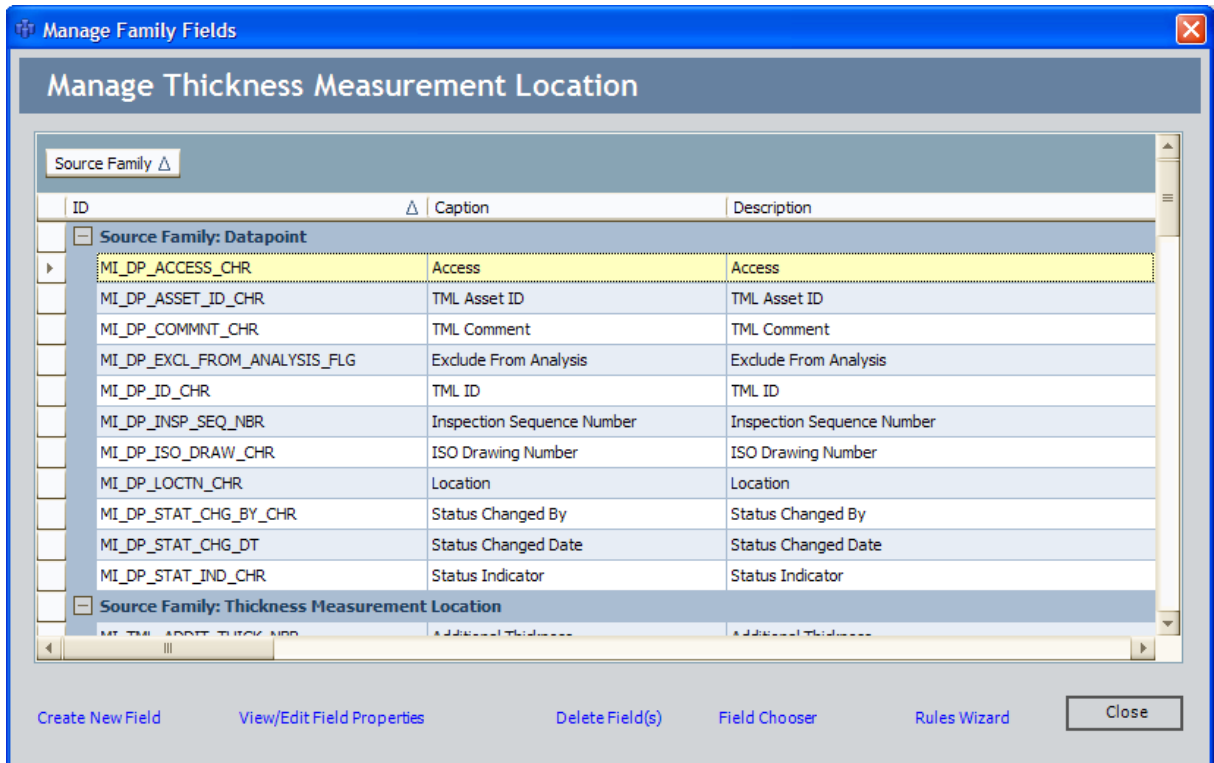 Manage Family Fields
Manage Thickness Measurement Location
Source Family
ID Caption Description
Source Family: Datapoint
MI_DP_ACCESS_CHR Access Access
MI_DP_ASSET_ID_CHR TML Asset ID TML Asset ID
MI_DP_COMMNT_CHR TML Comment TML Comment
MI_DP_EXCL_FROM_ANALYSIS_FLG Exclude From Analysis Exclude From Analysis
MI_DP_ID_CHR TML ID TML ID
MI_DP_INSP_SEQ_NBR Inspection Sequence Number Inspection Sequence Number
MI_DP_ISO_DRAW_CHR ISO Drawing Number ISO Drawing Number
MI_DP_LOCTN_CHR Location Location
MI_DP_STAT_CHG_BY_CHR Status Changed By Status Changed By
MI_DP_STAT_CHG_DT Status Changed Date Status Changed Date
MI_DP_STAT_IND_CHR Status Indicator Status Indicator
Source Family: Thickness Measurement Location
MI_TML_ADDIT_THICK_NBR Additional Thickness Additional Thickness
Create New Field View/Edit Field Properties Delete Field(s) Field Chooser Rules Wizard Close